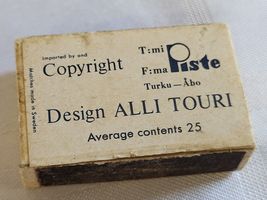 Imported by and
Copyright
T:mi
F:ma
Piste
Turku—Åbo
Design ALLI TOURI
Average contents 25
Matches made in Sweden